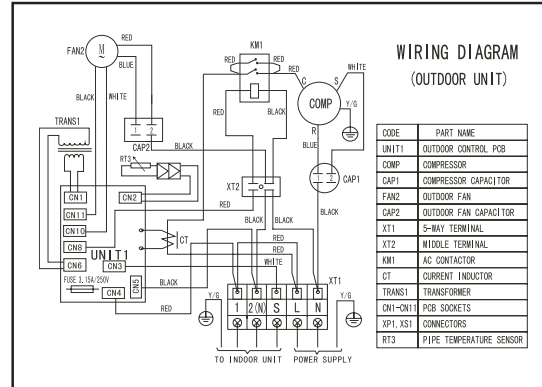 WIRING DIAGRAM
(OUTDOOR UNIT)
FAN2
M
~
RED
BLUE
BLACK
WHITE
1 2
CAP2
TRANS1
RT3
KM1
RED
RED
RED
BLACK
BLACK
C
S
WHITE
COMP
Y/G
R
BLUE
1 2
CAP1
XT2
CN1
CN2
CN11
CN10
UNIT1
CN8
CN6
CN3
CN5
CN4
FUSE 3.15A/250V
CT
RED
BLACK
BLACK
BLACK
RED
RED
WHITE
BLACK
RED
Y/G
XT1
Y/G
1 2(N) S L N
TO INDOOR UNIT
POWER SUPPLY
CODE PART NAME
UNIT1 OUTDOOR CONTROL PCB
COMP COMPRESSOR
CAP1 COMPRESSOR CAPACITOR
FAN2 OUTDOOR FAN
CAP2 OUTDOOR FAN CAPACITOR
XT1 5-WAY TERMINAL
XT2 MIDDLE TERMINAL
KM1 AC CONTACTOR
CT CURRENT INDUCTOR
TRANS1 TRANSFORMER
CN1-CN11 PCB SOCKETS
XP1,XS1 CONNECTORS
RT3 PIPE TEMPERATURE SENSOR